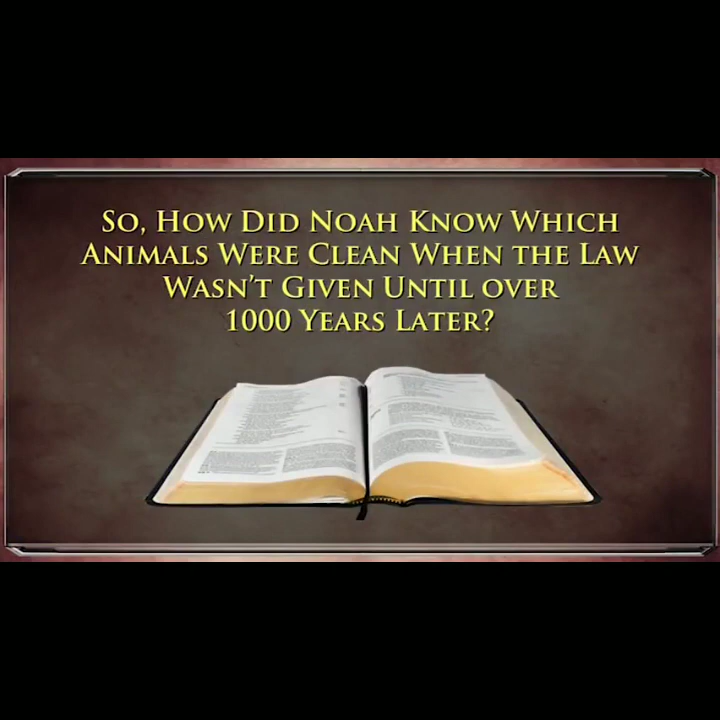 So, How Did Noah Know Which
Animals Were Clean When the Law
Wasn't Given Until over
1000 Years Later?